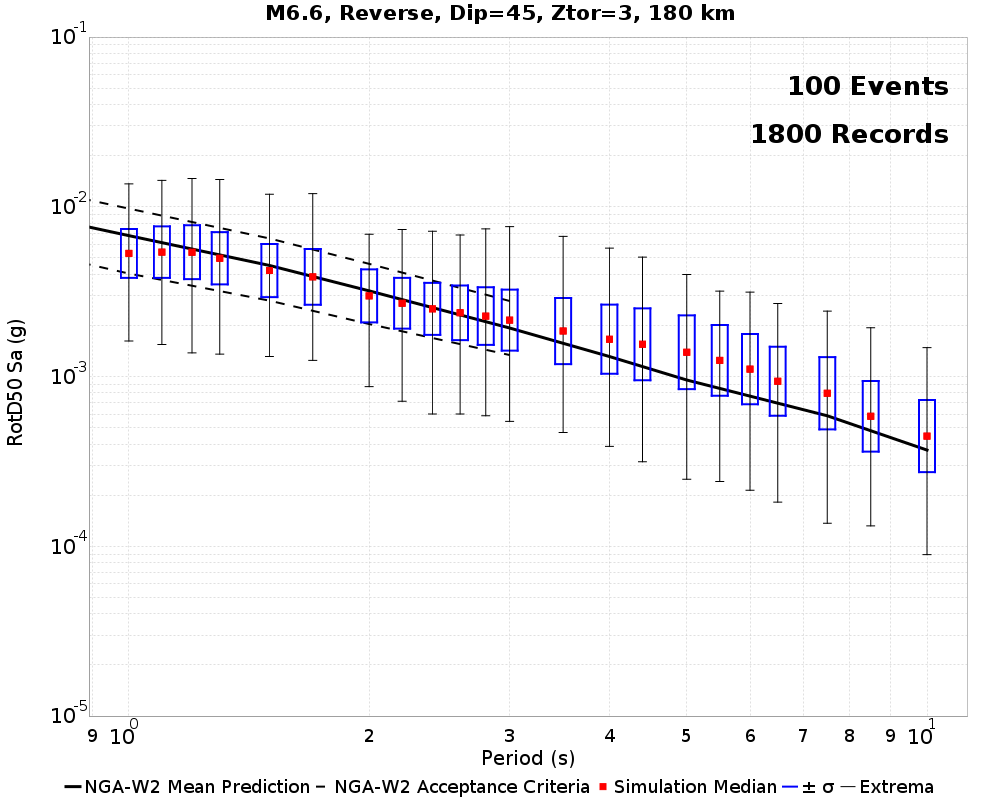 M6.6, Reverse, Dip=45, Ztor=3, 180 km
100 Events
1800 Records
RotD50 Sa (g)
10-1
10-2
10-3
10-4
10-5
9 100 2 3 4 5 6 7 8 9 101
Period (s)
NGA-W2 Mean Prediction NGA-W2 Acceptance Criteria Simulation Median ± σ Extrema